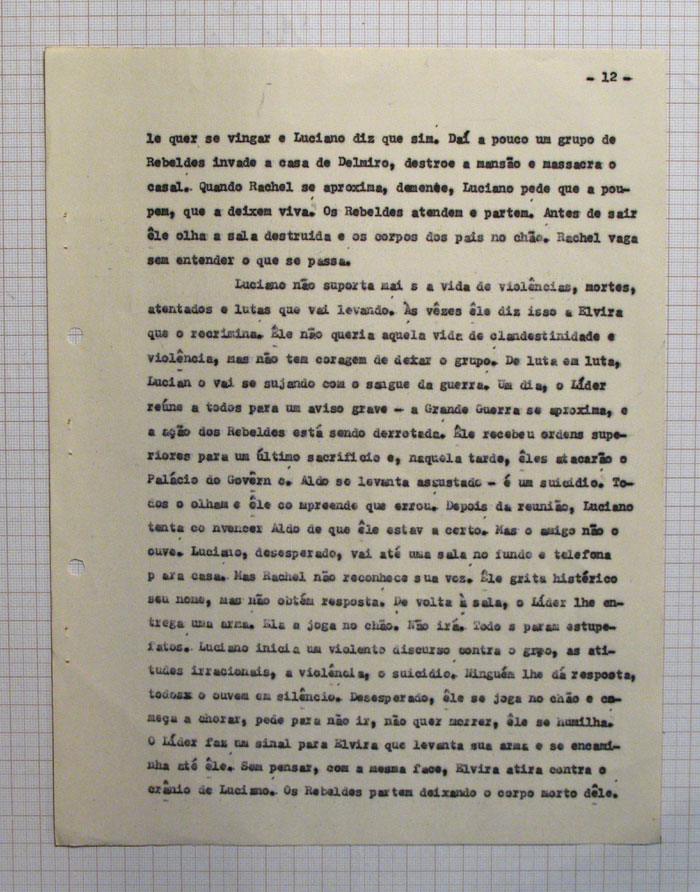 - 12 -
le quer se vingar e Luciano diz que sim. Daí a pouco um grupo de
Rebeldes invade a casa de Delmiro, destroe a mansão e massacra o
casal. Quando Rachel se aproxima, demente, Luciano pede que a pou-
pem, que a deixem viva. Os Rebeldes atendem e partem. Antes de sair
êle olha a sala destruida e os corpos dos pais no chão. Rachel vaga
sem entender o que se passa.
Luciano não suporta mai s a vida de violências, mortes,
atentados e lutas que vai levando. Às vêzes êle diz isso a Elvira
que o recrimina. Êle não queria aquela vida de clandestinidade e
violência, mas não tem coragem de deixar o grupo. De luta em luta,
Lucian o vai se sujando com o sangue da guerra. Um dia, o Líder
reúne a todos para um aviso grave - a Grande Guerra se aproxima, e
a ação dos Rebeldes está sendo derrotada. Êle recebeu ordens supe-
riores para um último sacrifício e, naquela tarde, êles atacarão o
Palácio do Govêrn o. Aldo se levanta assustado - é um suicídio. To-
dos o olham e êle co mpreende que errou. Depois da reunião, Luciano
tenta co nvencer Aldo de que êle estav a certo. Mas o amigo não o
ouve. Luciano, desesperado, vai até uma sala no fundo e telefona
p ara casa. Mas Rachel não reconhece sua voz. Êle grita histérico
seu nome, mas não obtém resposta. De volta à sala, o Líder lhe en-
trega uma arma. Ela a joga no chão. Não irá. Todo s param estupe-
fatos. Luciano inicia um violento discurso contra o grpo, as ati-
tudes irracionais, a violência, o suicídio. Ninguém lhe dá resposta,
todosx o ouvem em silêncio. Desesperado, êle se joga no chão e co-
meça a chorar, pede para não ir, não quer morrer, êle se humilha.
O Líder faz um sinal para Elvira que levanta sua arma e se encami-
nha até êle. Sem pensar, com a mesma face, Elvira atira contra o
crânio de Luciano. Os Rebeldes partem deixando o corpo morto dêle.